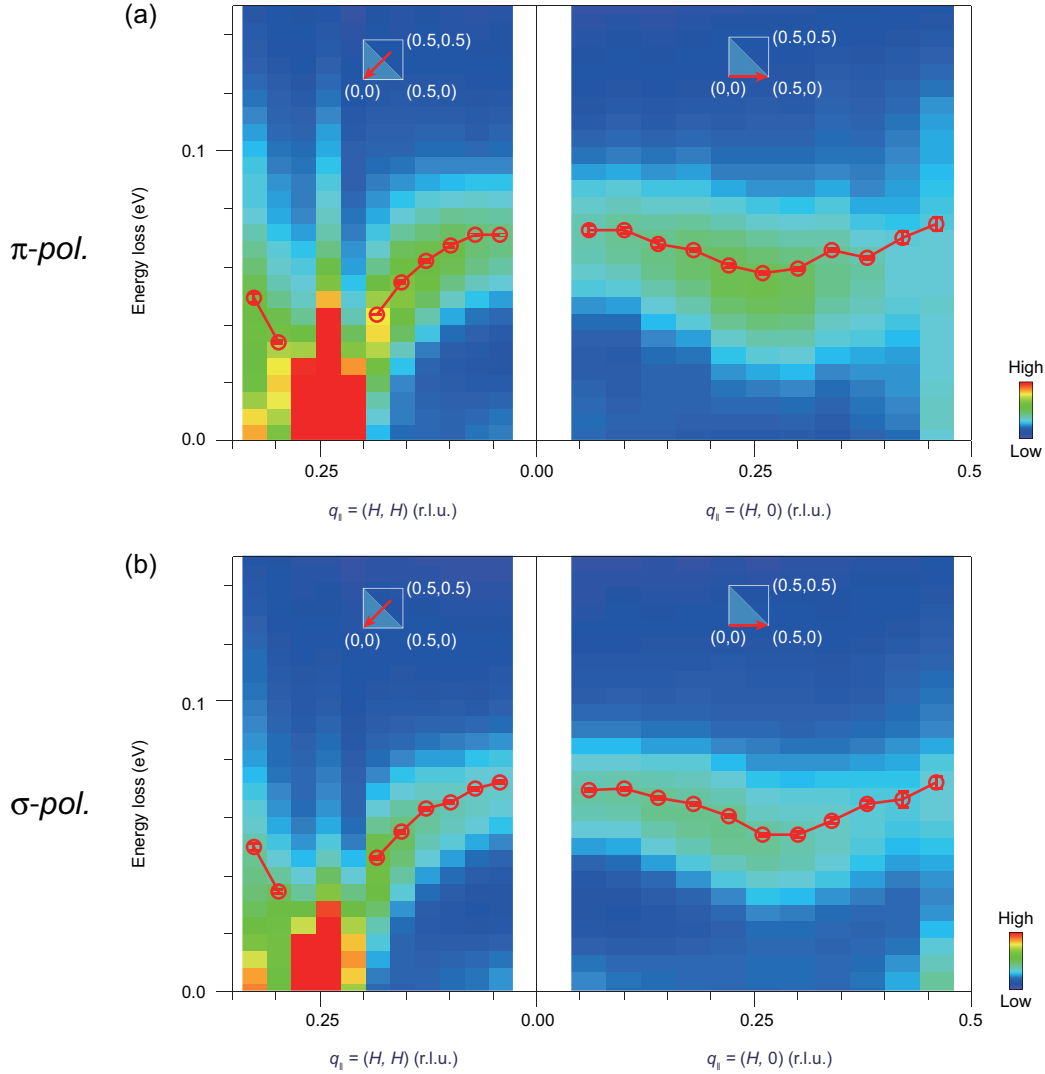 (a)
(0.5,0.5)
(0,0)
(0.5,0)
(0.5,0.5)
(0,0)
(0.5,0)
π-pol.
Energy loss (eV)
0.1
0.0
High
Low
0.25
0.00
0.25
0.5
q∥ = (H, H) (r.l.u.)
q∥ = (H, 0) (r.l.u.)
(b)
(0.5,0.5)
(0,0)
(0.5,0)
(0.5,0.5)
(0,0)
(0.5,0)
σ-pol.
Energy loss (eV)
0.1
0.0
High
Low
0.25
0.00
0.25
0.5
q∥ = (H, H) (r.l.u.)
q∥ = (H, 0) (r.l.u.)